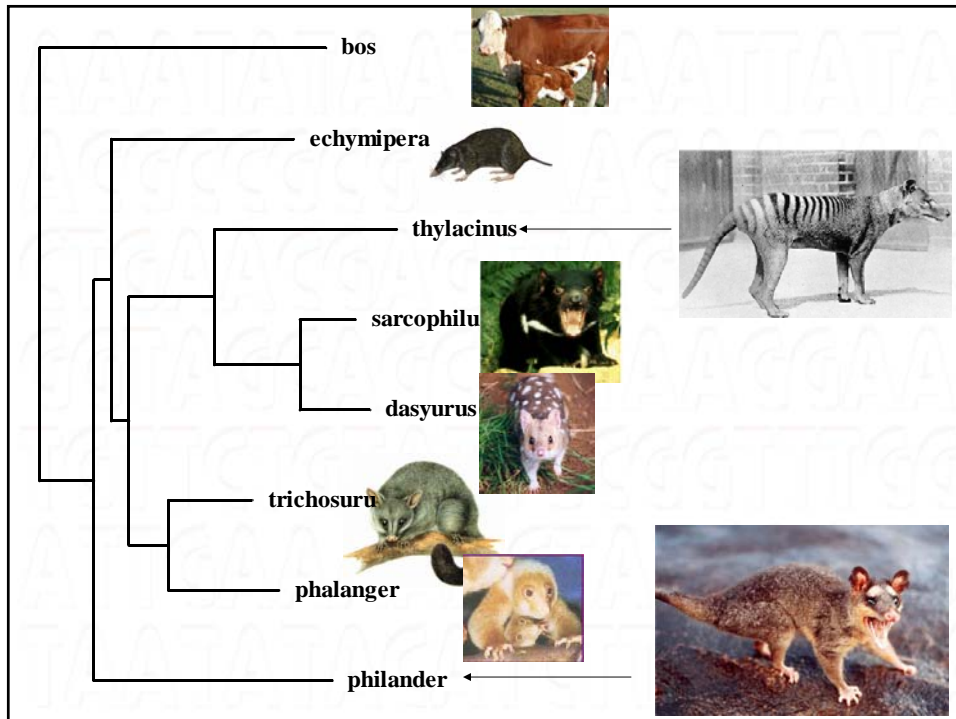 bos
echymipera
thylacinus
sarcophilu
dasyurus
trichosuru
phalanger
philander